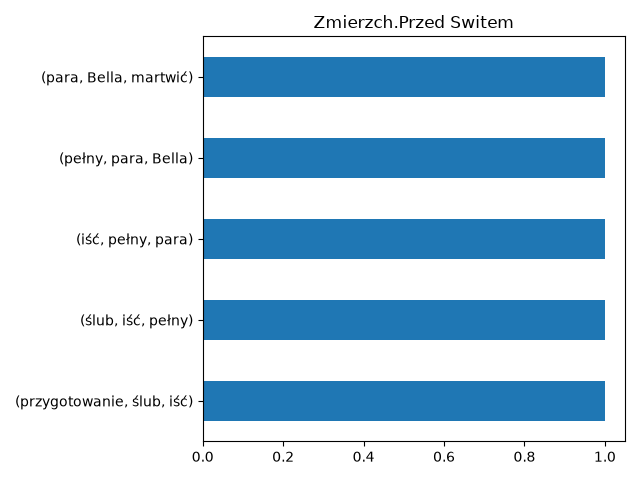 Zmierzch.Przed Switem
(para, Bella, martwić)
(pełny, para, Bella)
(iść, pełny, para)
(ślub, iść, pełny)
(przygotowanie, ślub, iść)
0.0 0.2 0.4 0.6 0.8 1.0